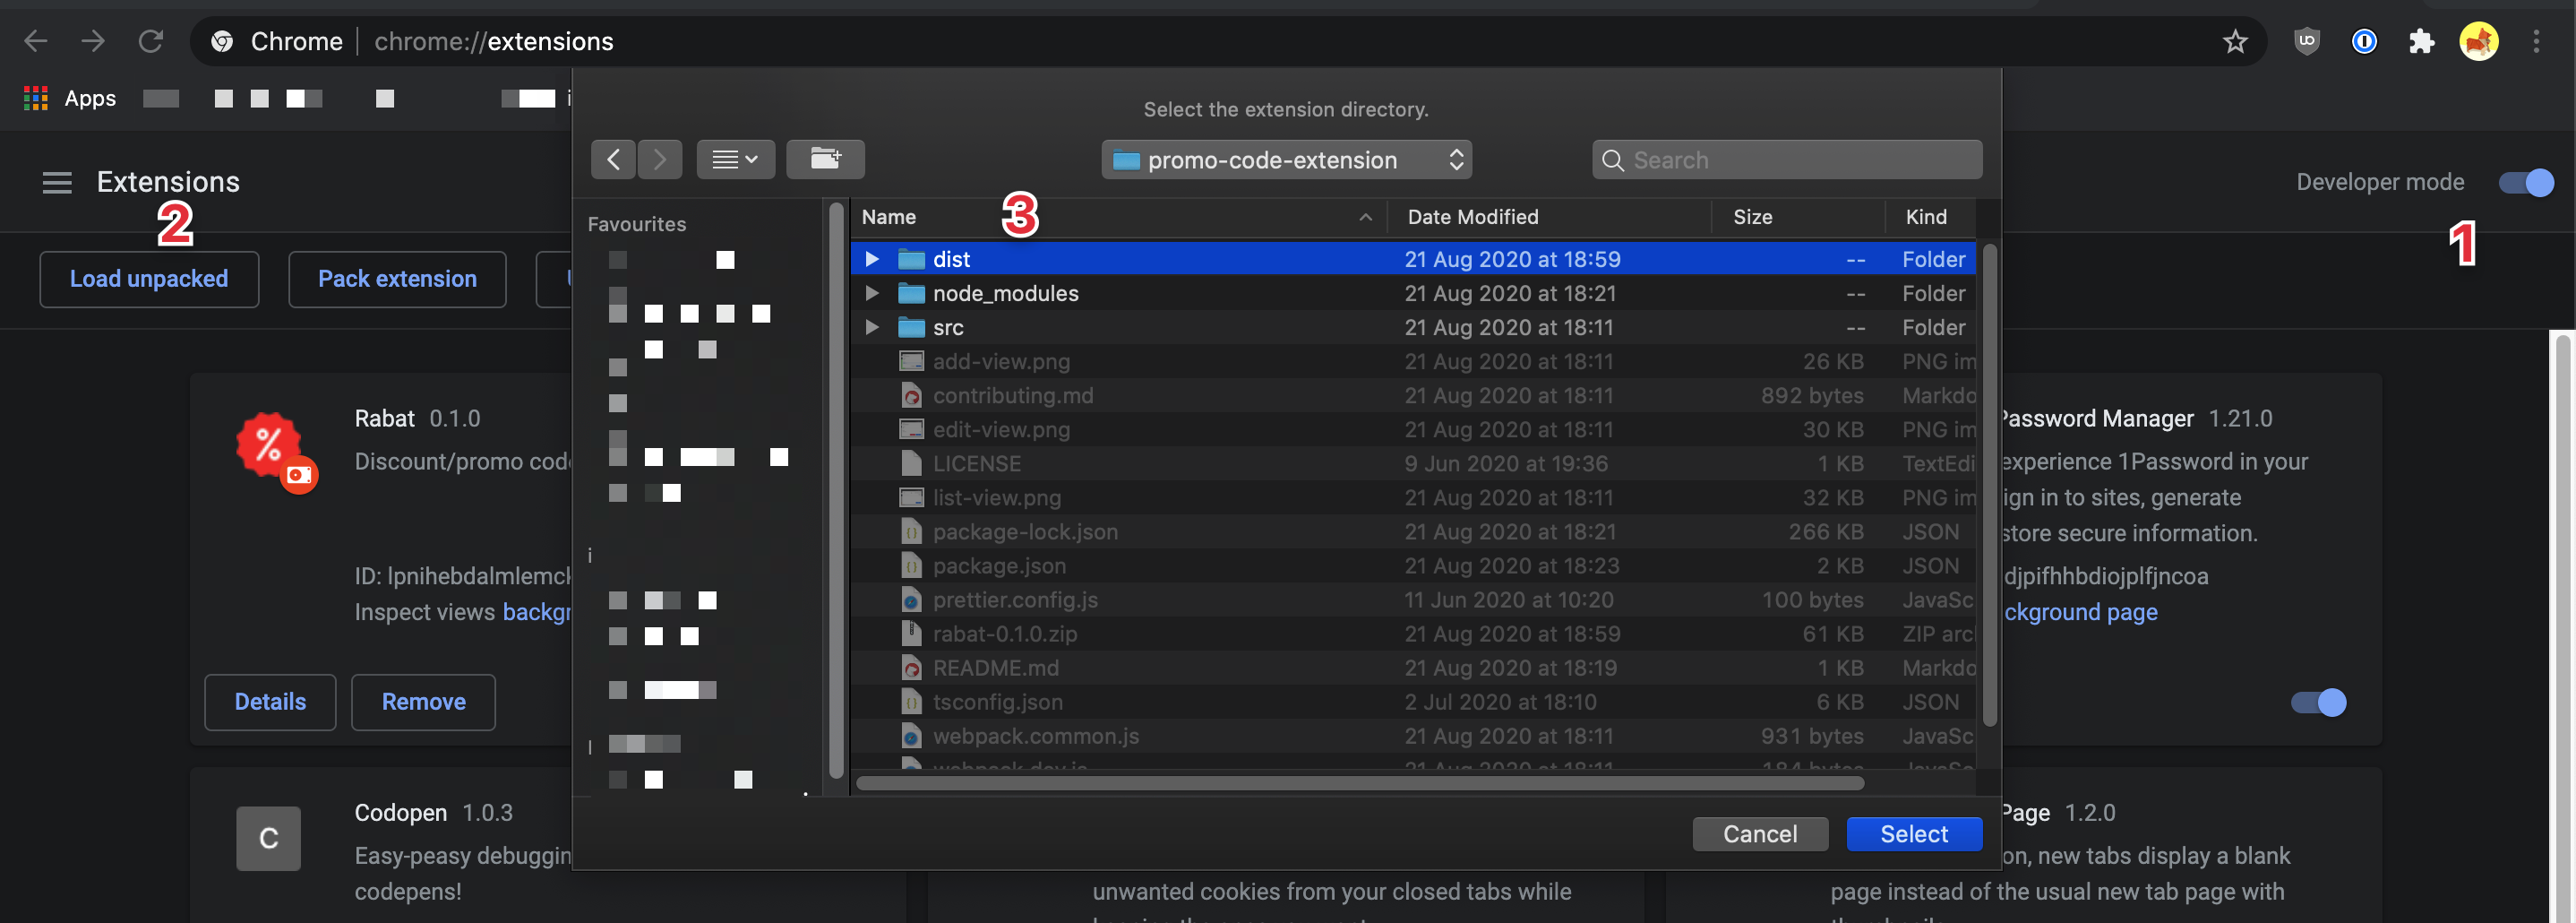 Chrome | chrome://extensions
Apps
Select the extension directory.
promo-code-extension
Search
Extensions
Developer mode
2
3
1
Load unpacked
Pack extension
Favourites
Name Date Modified Size Kind
dist 21 Aug 2020 at 18:59 -- Folder
node_modules 21 Aug 2020 at 18:21 -- Folder
src 21 Aug 2020 at 18:11 -- Folder
add-view.png 21 Aug 2020 at 18:11 26 KB PNG im
contributing.md 21 Aug 2020 at 18:11 892 bytes Markdo
edit-view.png 21 Aug 2020 at 18:11 30 KB PNG im
LICENSE 9 Jun 2020 at 19:36 1 KB TextEdi
list-view.png 21 Aug 2020 at 18:11 32 KB PNG im
package-lock.json 21 Aug 2020 at 18:21 266 KB JSON
package.json 21 Aug 2020 at 18:23 2 KB JSON
prettier.config.js 11 Jun 2020 at 10:20 100 bytes JavaSc
rabat-0.1.0.zip 21 Aug 2020 at 18:59 61 KB ZIP arc
README.md 21 Aug 2020 at 18:19 1 KB Markdo
tsconfig.json 2 Jul 2020 at 18:10 6 KB JSON
webpack.common.js 21 Aug 2020 at 18:11 931 bytes JavaSc
Cancel
Select
Rabat 0.1.0
Discount/promo cod
ID: lpnihebdalmlemck
Inspect views backgr
Details
Remove
Password Manager 1.21.0
experience 1Password in your
ign in to sites, generate
store secure information.
djpifhhbdiojplfjncoa
ckground page
C
Codopen 1.0.3
Easy-peasy debuggin
codepens!
unwanted cookies from your closed tabs while
Page 1.2.0
on, new tabs display a blank
page instead of the usual new tab page with